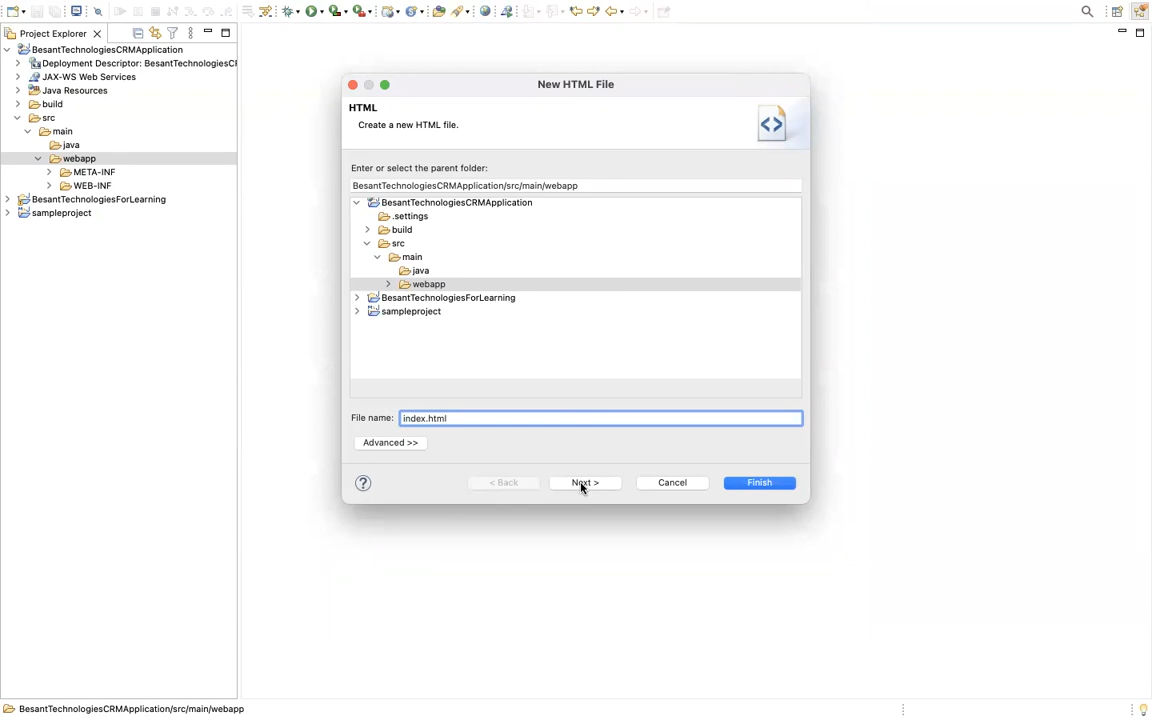 Project Explorer
BesantTechnologiesCRMApplication
Deployment Descriptor: BesantTechnologiesCF
JAX-WS Web Services
Java Resources
build
src
main
java
webapp
META-INF
WEB-INF
BesantTechnologiesForLearning
sampleproject
New HTML File
HTML
Create a new HTML file.
Enter or select the parent folder:
BesantTechnologiesCRMApplication/src/main/webapp
BesantTechnologiesCRMApplication
.settings
build
src
main
java
webapp
BesantTechnologiesForLearning
sampleproject
File name: index.html
Advanced >>
? < Back Next > Cancel Finish
BesantTechnologiesCRMApplication/src/main/webapp